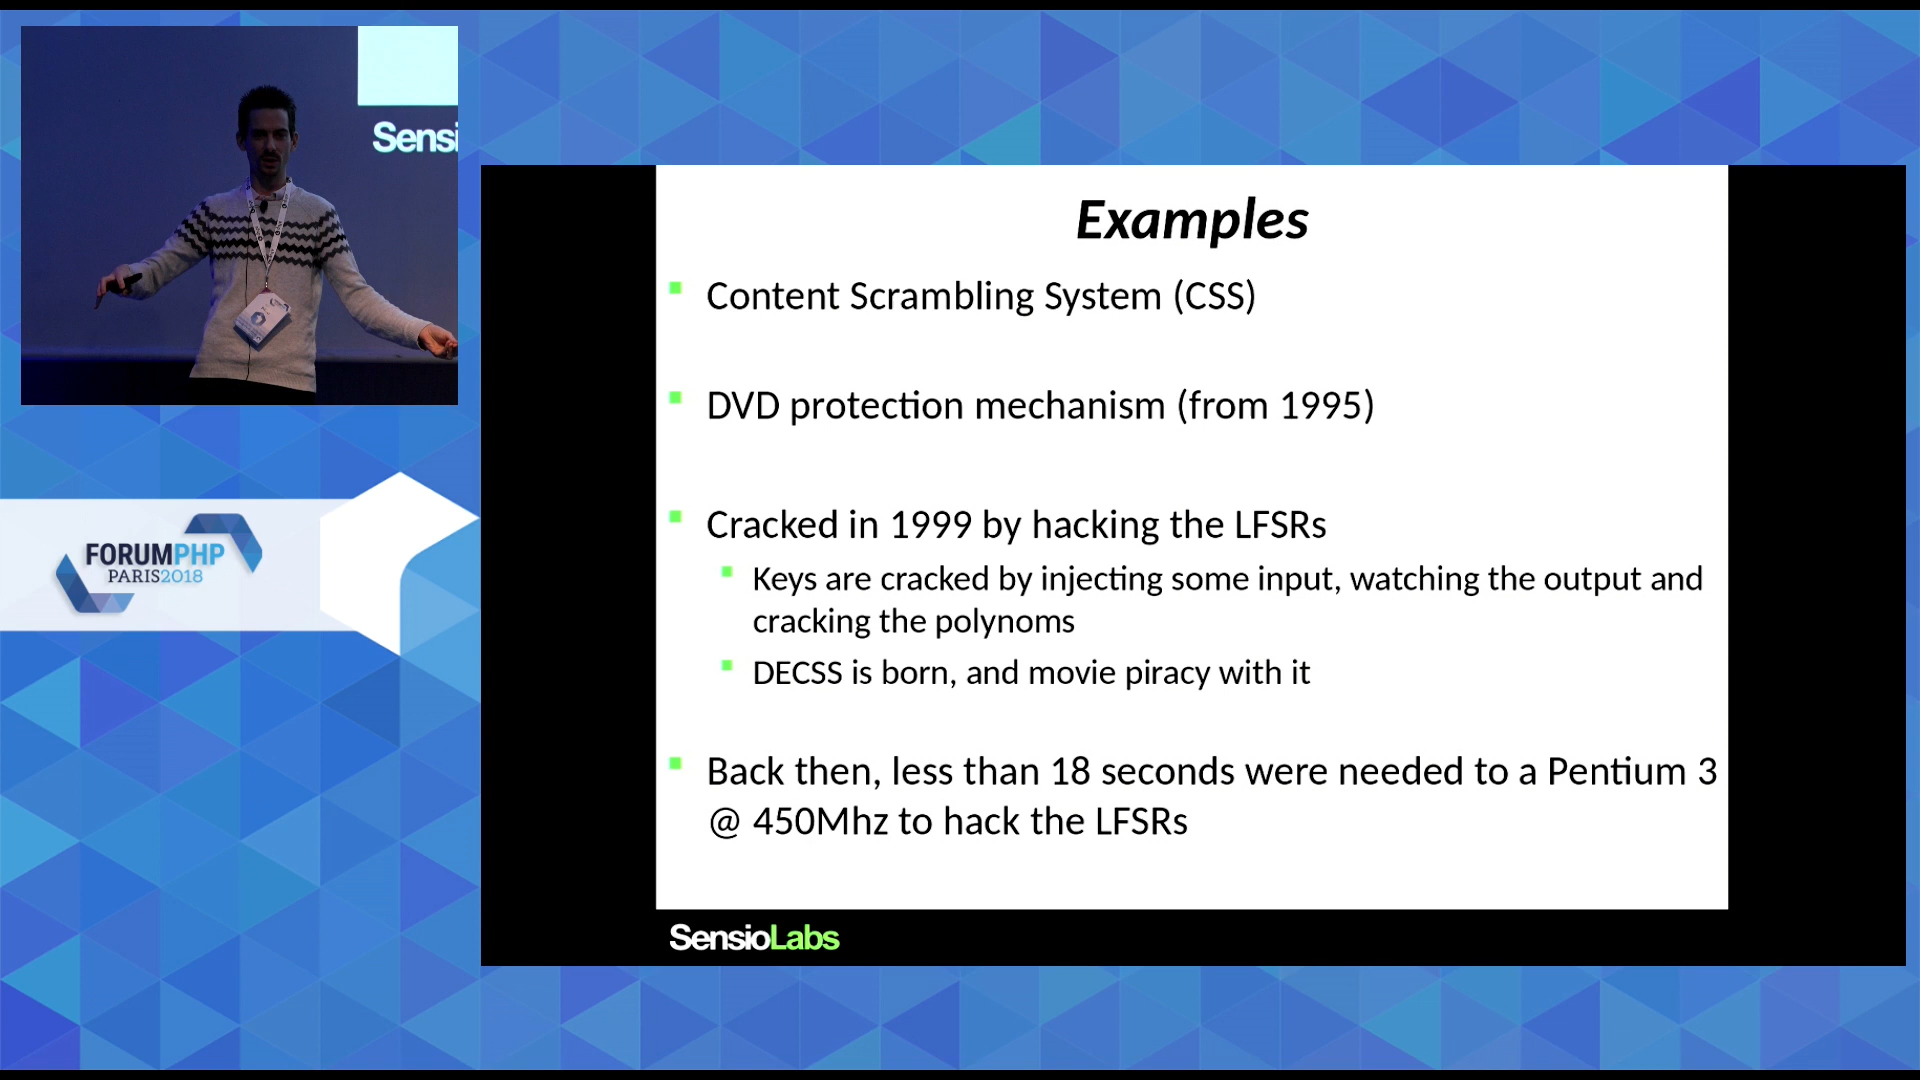 Sensi
Examples
Content Scrambling System (CSS)
DVD protection mechanism (from 1995)
Cracked in 1999 by hacking the LFSRs
Keys are cracked by injecting some input, watching the output and
cracking the polynoms
DECSS is born, and movie piracy with it
Back then, less than 18 seconds were needed to a Pentium 3
@ 450Mhz to hack the LFSRs
SensioLabs
FORUMPHP
PARIS2018